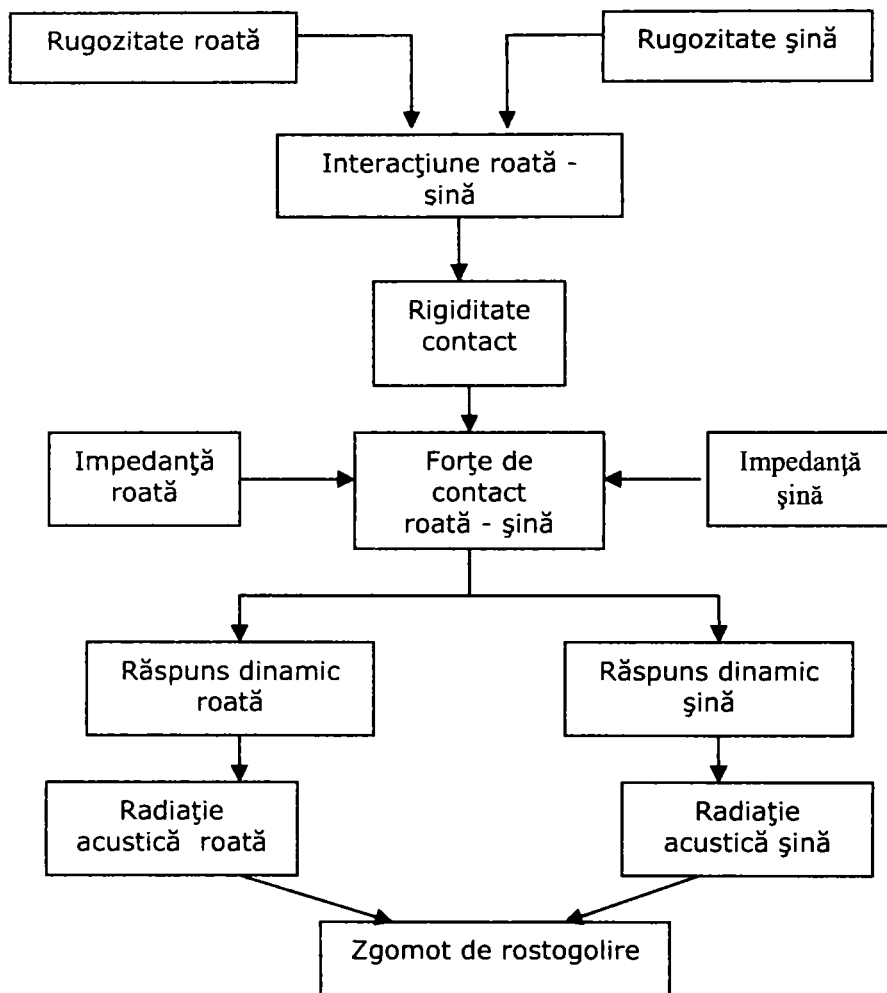 Rugozitate roată
Rugozitate şină
Interacţiune roată -
şină
Rigiditate
contact
Impedanţă
roată
Forţe de
contact
roată - şină
Impedanţă
şină
Răspuns dinamic
roată
Răspuns dinamic
şină
Radiaţie
acustică roată
Radiaţie
acustică şină
Zgomot de rostogolire